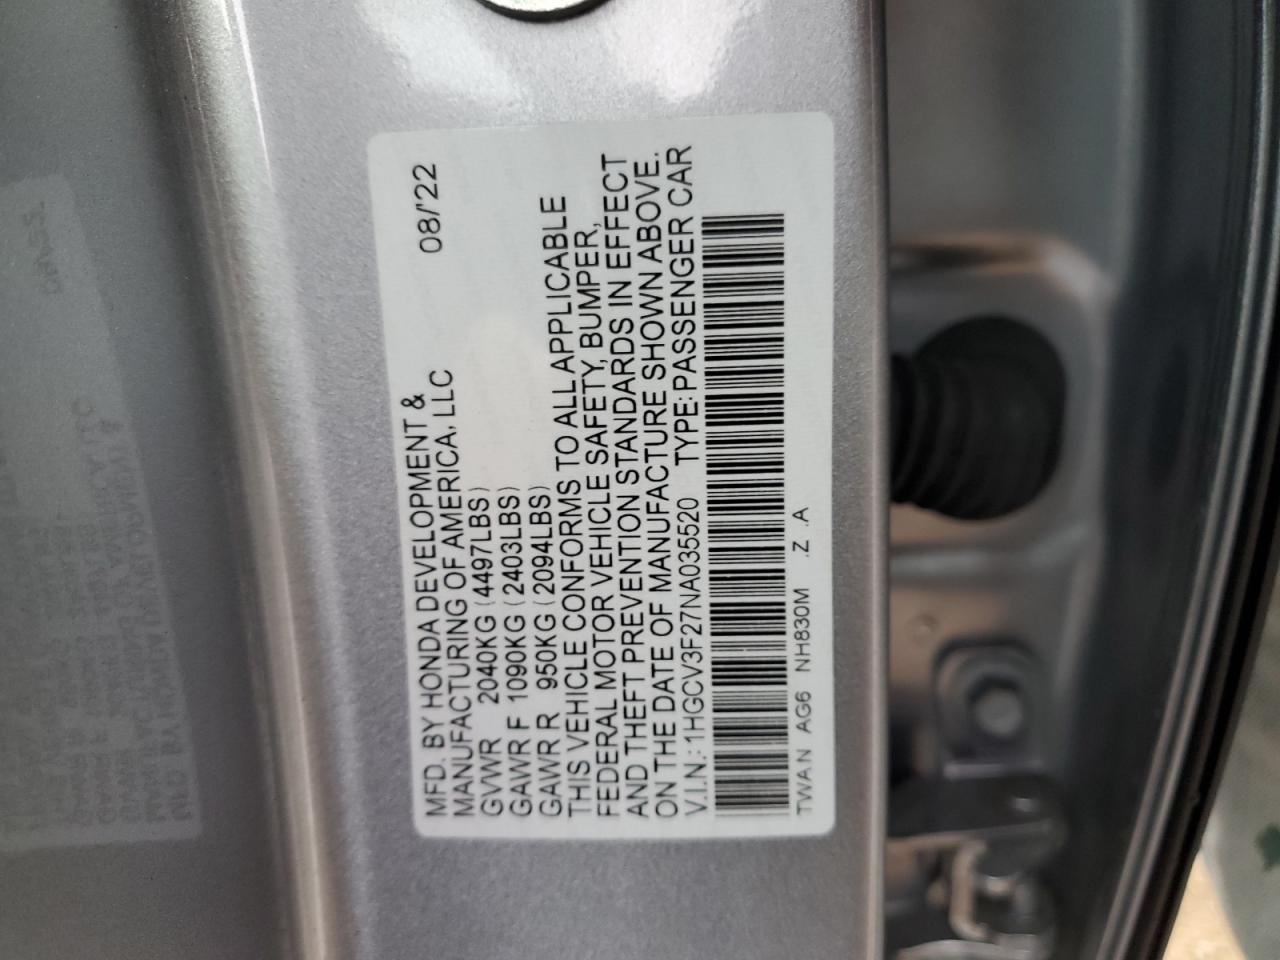 MFD. BY HONDA DEVELOPMENT & 08/'22
MANUFACTURING OF AMERICA, LLC
GVWR 2040KG (4497LBS)
GAWR F 1090KG (2403LBS)
GAWR R 950KG (2094LBS)
THIS VEHICLE CONFORMS TO ALL APPLICABLE
FEDERAL MOTOR VEHICLE SAFETY, BUMPER,
AND THEFT PREVENTION STANDARDS IN EFFECT
ON THE DATE OF MANUFACTURE SHOWN ABOVE.
V.I.N.: 1HGCV3F27NA035520 TYPE: PASSENGER CAR
TWAN AG6 NH830M .Z .A